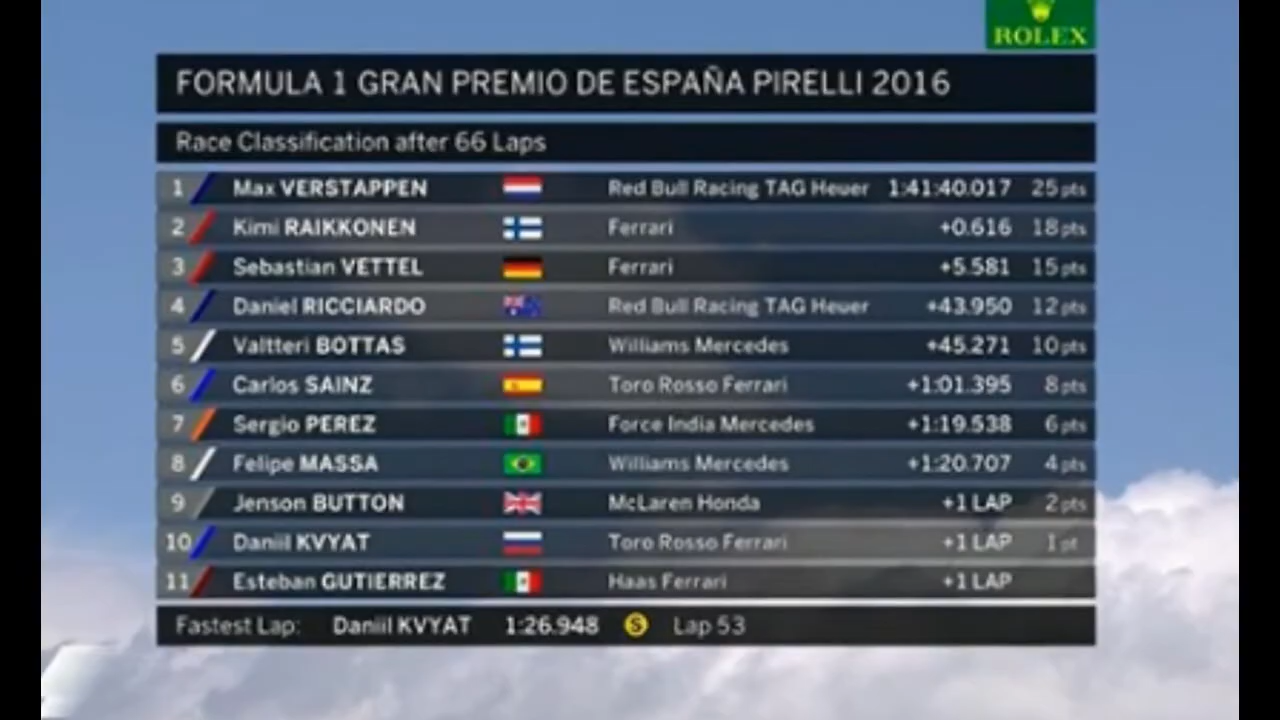 ROLEX
FORMULA 1 GRAN PREMIO DE ESPAÑA PIRELLI 2016
Race Classification after 66 Laps
1 Max VERSTAPPEN Red Bull Racing TAG Heuer 1:41:40.017 25 pts
2 Kimi RAIKKONEN Ferrari +0.616 18 pts
3 Sebastian VETTEL Ferrari +5.581 15 pts
4 Daniel RICCIARDO Red Bull Racing TAG Heuer +43.950 12 pts
5 Valtteri BOTTAS Williams Mercedes +45.271 10 pts
6 Carlos SAINZ Toro Rosso Ferrari +1:01.395 8 pts
7 Sergio PEREZ Force India Mercedes +1:19.538 6 pts
8 Felipe MASSA Williams Mercedes +1:20.707 4 pts
9 Jenson BUTTON McLaren Honda +1 LAP 2 pts
10 Daniil KVYAT Toro Rosso Ferrari +1 LAP 1 pt
11 Esteban GUTIERREZ Haas Ferrari +1 LAP
Fastest Lap: Daniil KVYAT 1:26.948 S Lap 53